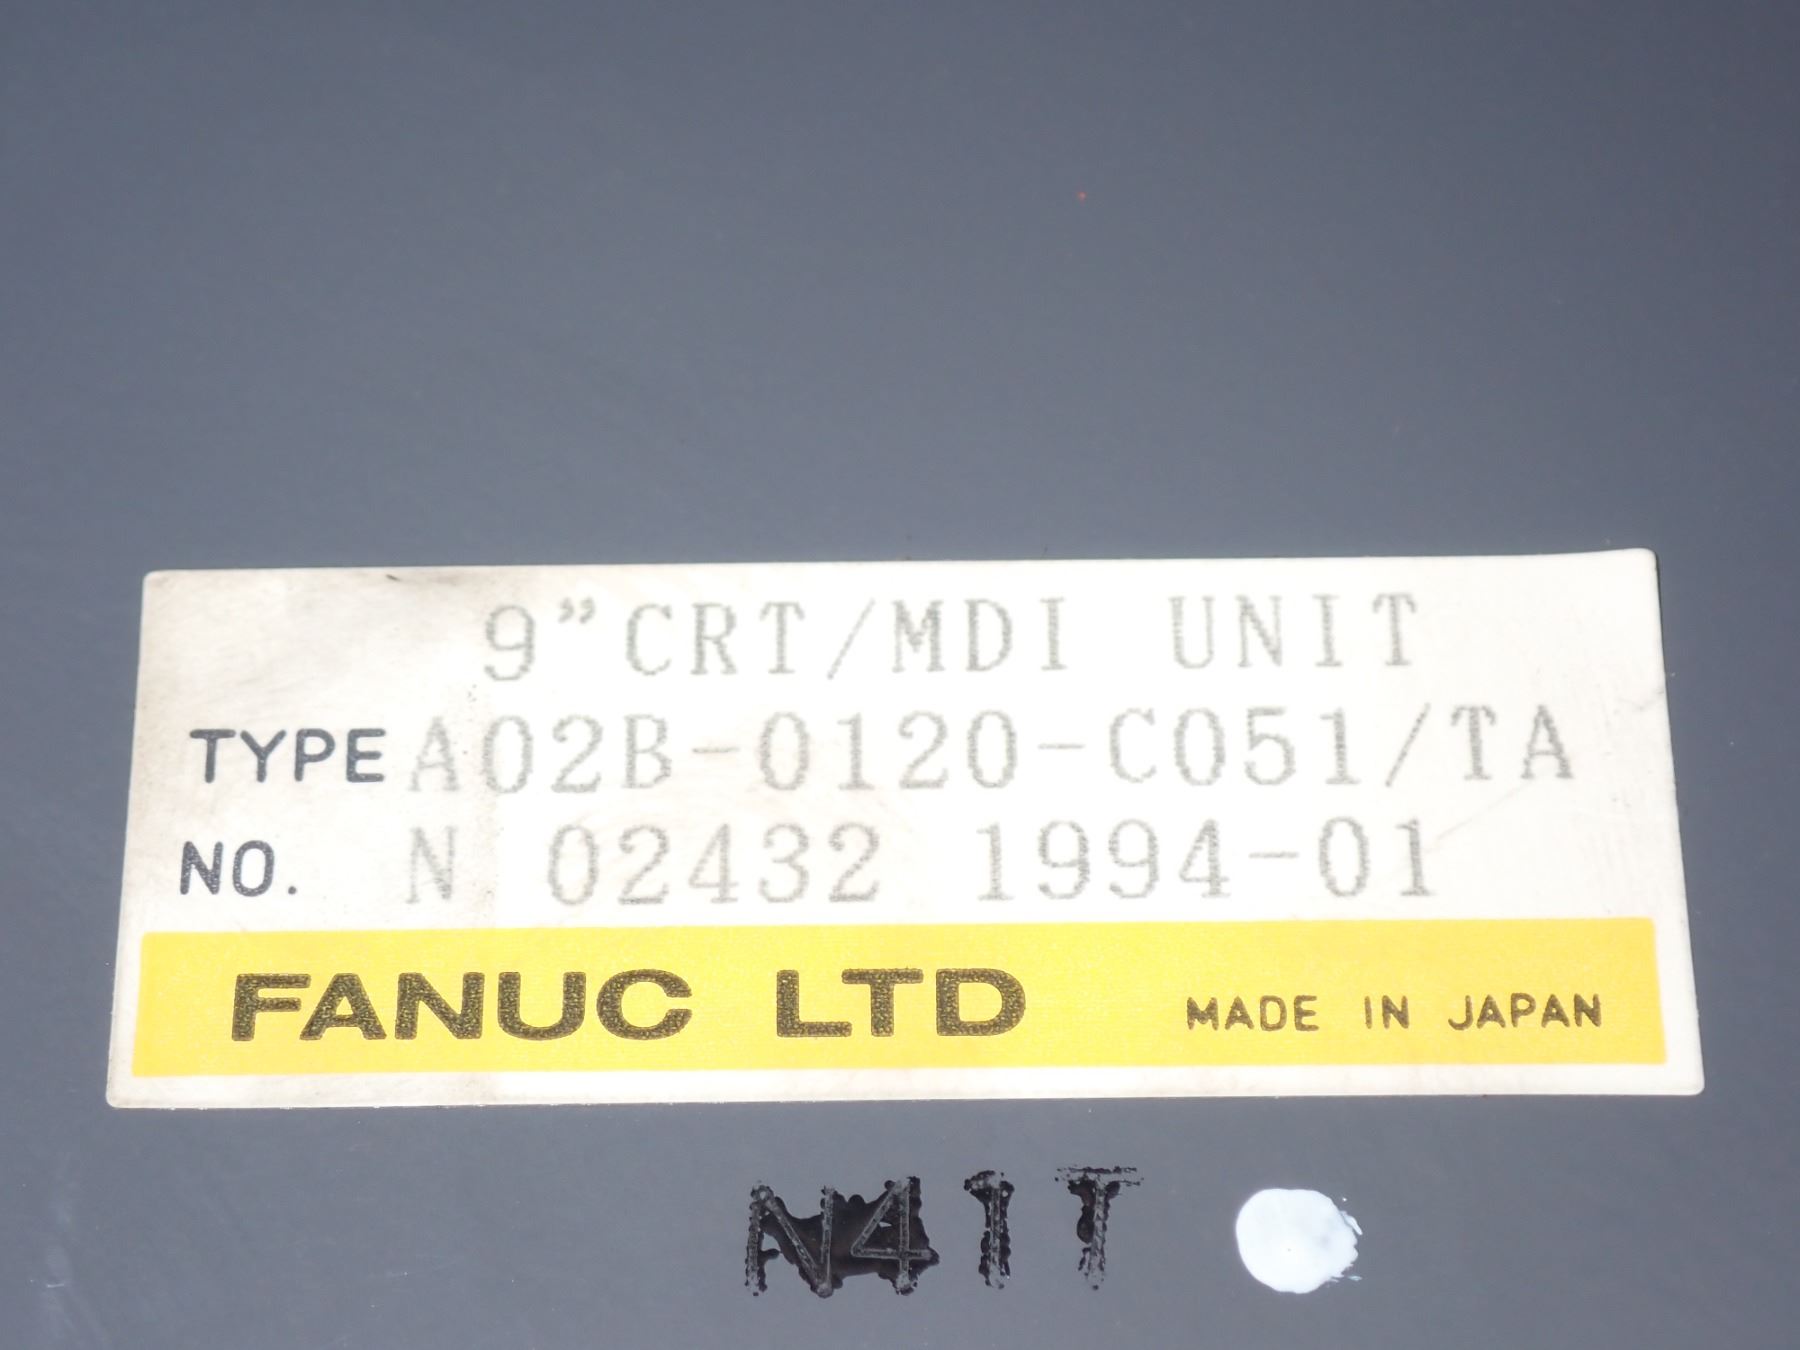 9” CRT/MDI UNIT
TYPE A02B-0120-C051/TA
NO. N 02432 1994-01
FANUC LTD MADE IN JAPAN
N41T